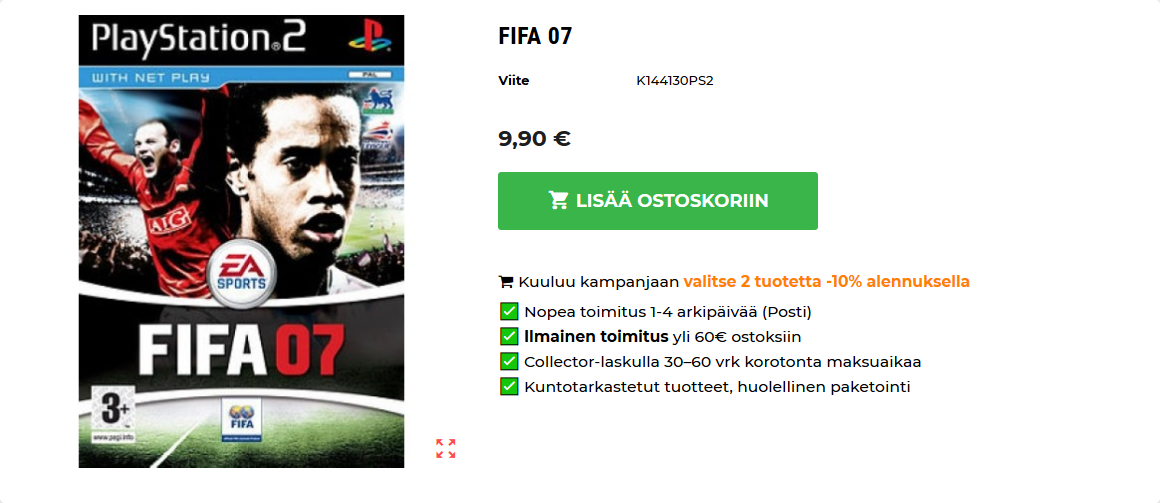 PlayStation®2
WITH NET PLAY
PAL
AIG
EA
SPORTS
FIFA 07
3+
www.pegi.info
FIFA
FIFA 07
Viite K144130PS2
9,90 €
LISÄÄ OSTOSKORIIN
Kuuluu kampanjaan valitse 2 tuotetta -10% alennuksella
Nopea toimitus 1-4 arkipäivää (Posti)
Ilmainen toimitus yli 60€ ostoksiin
Collector-laskulla 30–60 vrk korotonta maksuaikaa
Kuntotarkastetut tuotteet, huolellinen paketointi